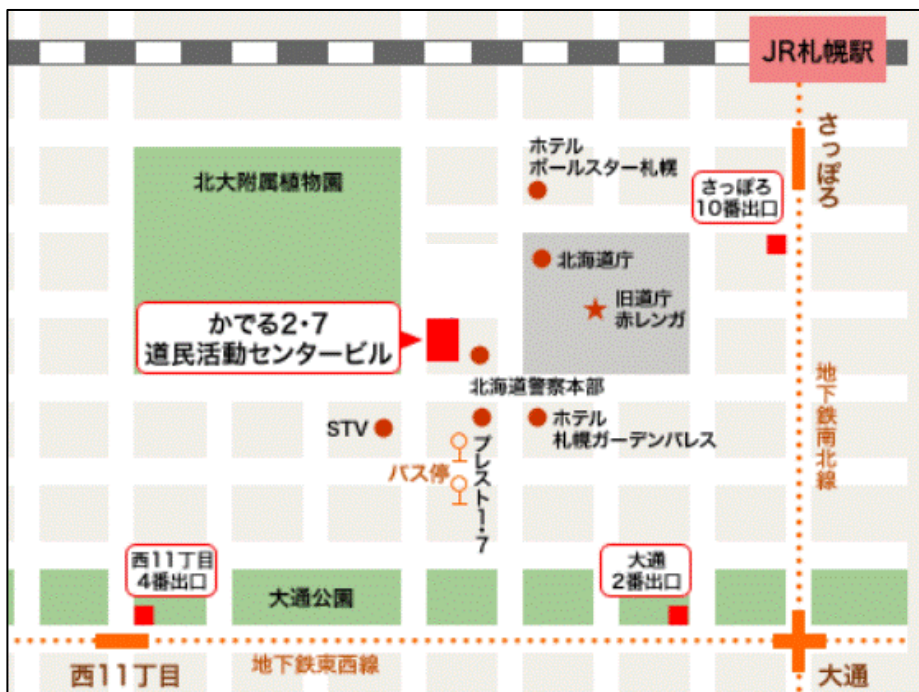 JR札幌駅
さっぽろ
ホテル
ポールスター札幌
北大附属植物園
さっぽろ
10番出口
北海道庁
旧道庁
赤レンガ
かでる2・7
道民活動センタービル
北海道警察本部
地下鉄南北線
STV
ホテル
札幌ガーデンパレス
バス停
プレスト1・7
西11丁目
4番出口
大通
2番出口
大通公園
地下鉄東西線
西11丁目
大通